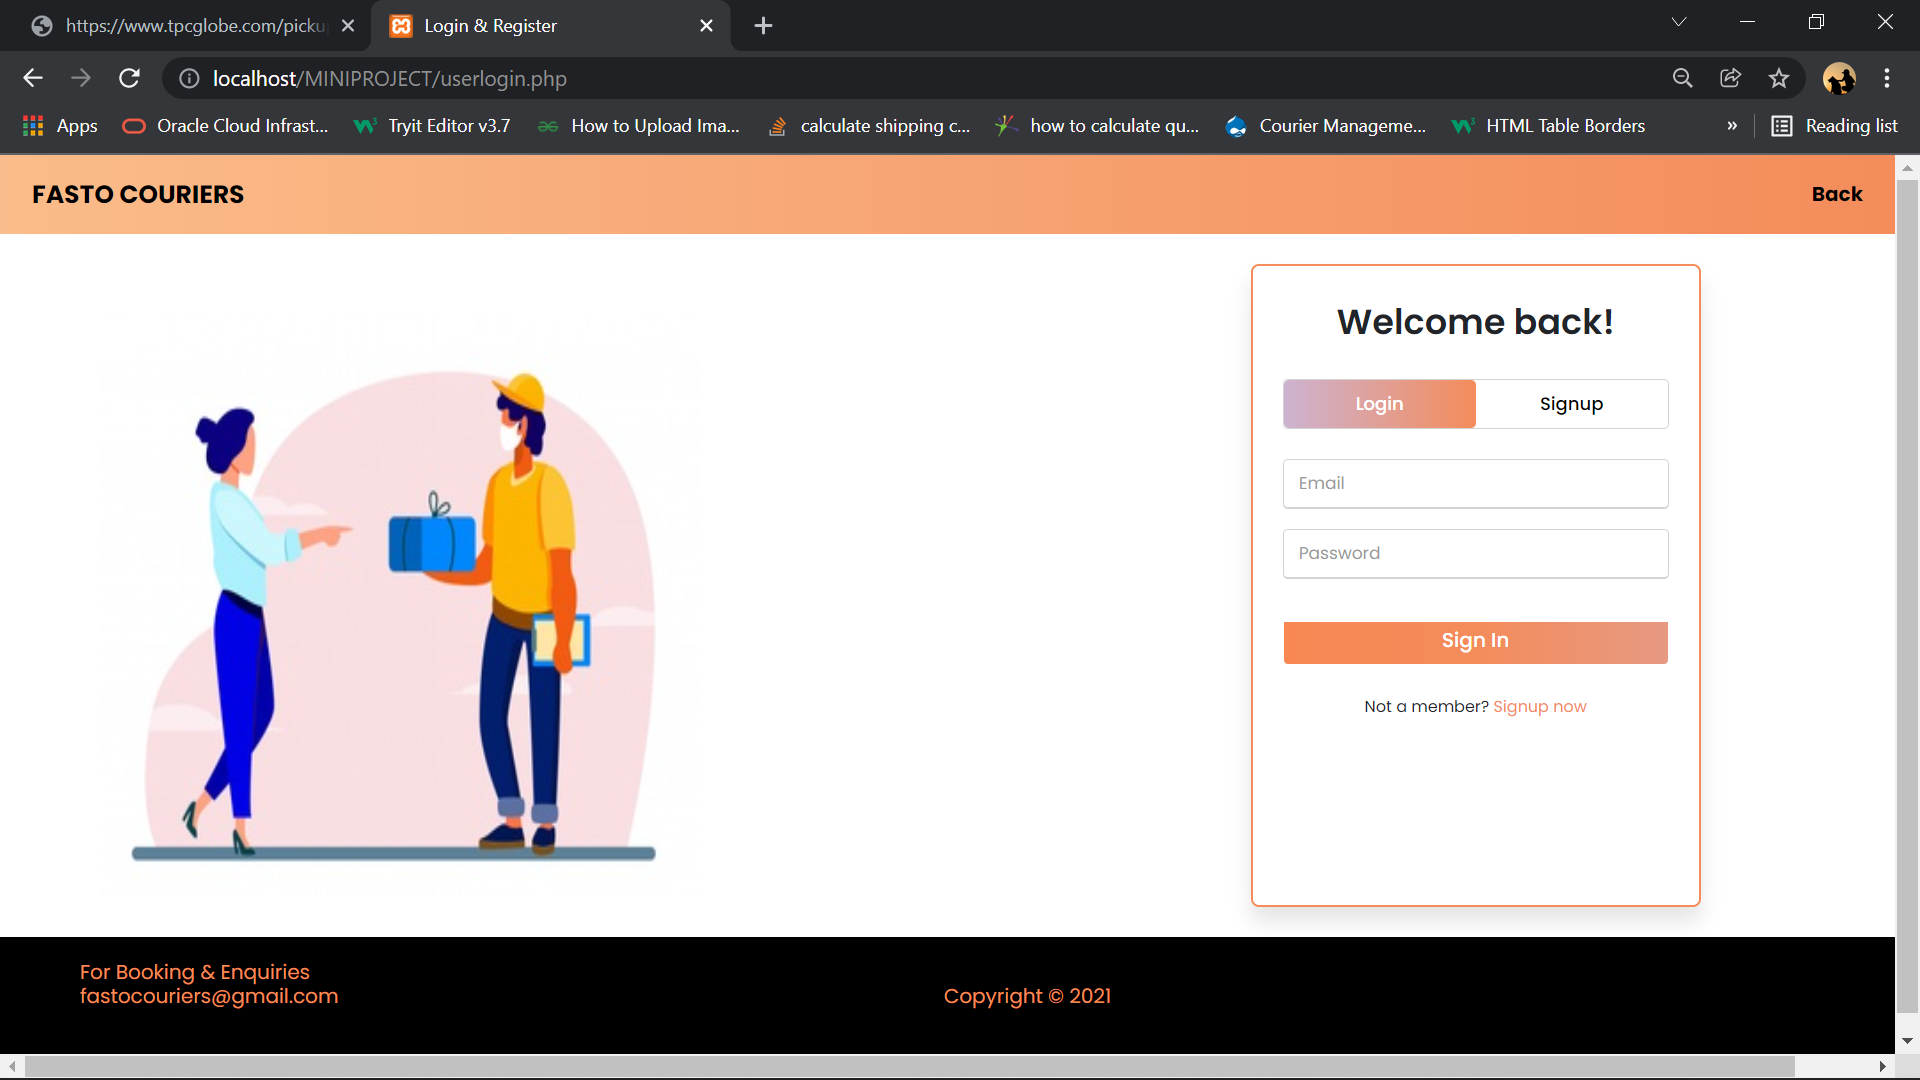 https://www.tpcglobe.com/picku
Login & Register
localhost/MINIPROJECT/userlogin.php
Apps
Oracle Cloud Infrast...
Tryit Editor v3.7
How to Upload Ima...
calculate shipping c...
how to calculate qu...
Courier Manageme...
HTML Table Borders
»
Reading list
FASTO COURIERS
Back
Welcome back!
Login
Signup
Email
Password
Sign In
Not a member? Signup now
For Booking & Enquiries
fastocouriers@gmail.com
Copyright © 2021